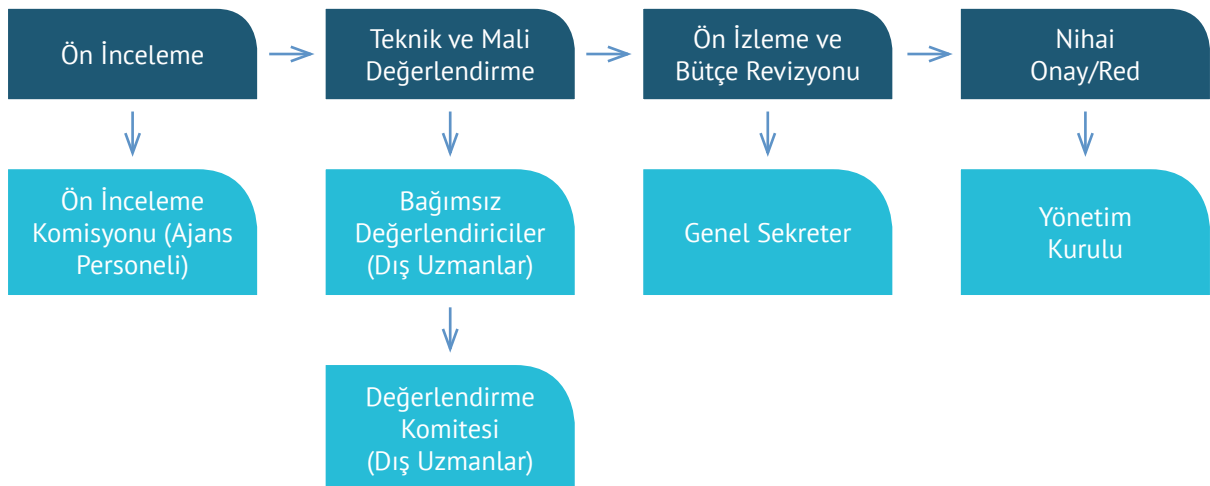 Ön İnceleme
Teknik ve Mali
Değerlendirme
Ön İzleme ve
Bütçe Revizyonu
Nihai
Onay/Red
Ön İnceleme
Komisyonu (Ajans
Personeli)
Bağımsız
Değerlendiriciler
(Dış Uzmanlar)
Genel Sekreter
Yönetim
Kurulu
Değerlendirme
Komitesi
(Dış Uzmanlar)